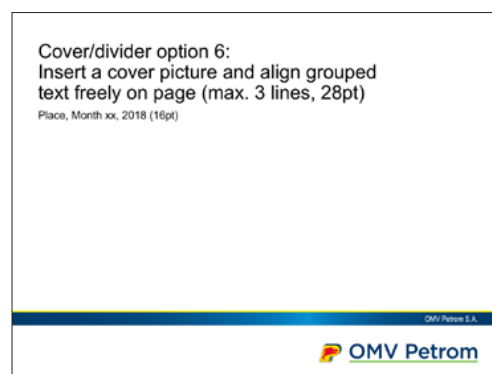 Cover/divider option 6:
Insert a cover picture and align grouped
text freely on page (max. 3 lines, 28pt)
Place, Month xx, 2018 (16pt)
OMV Petrom S.A.
OMV Petrom